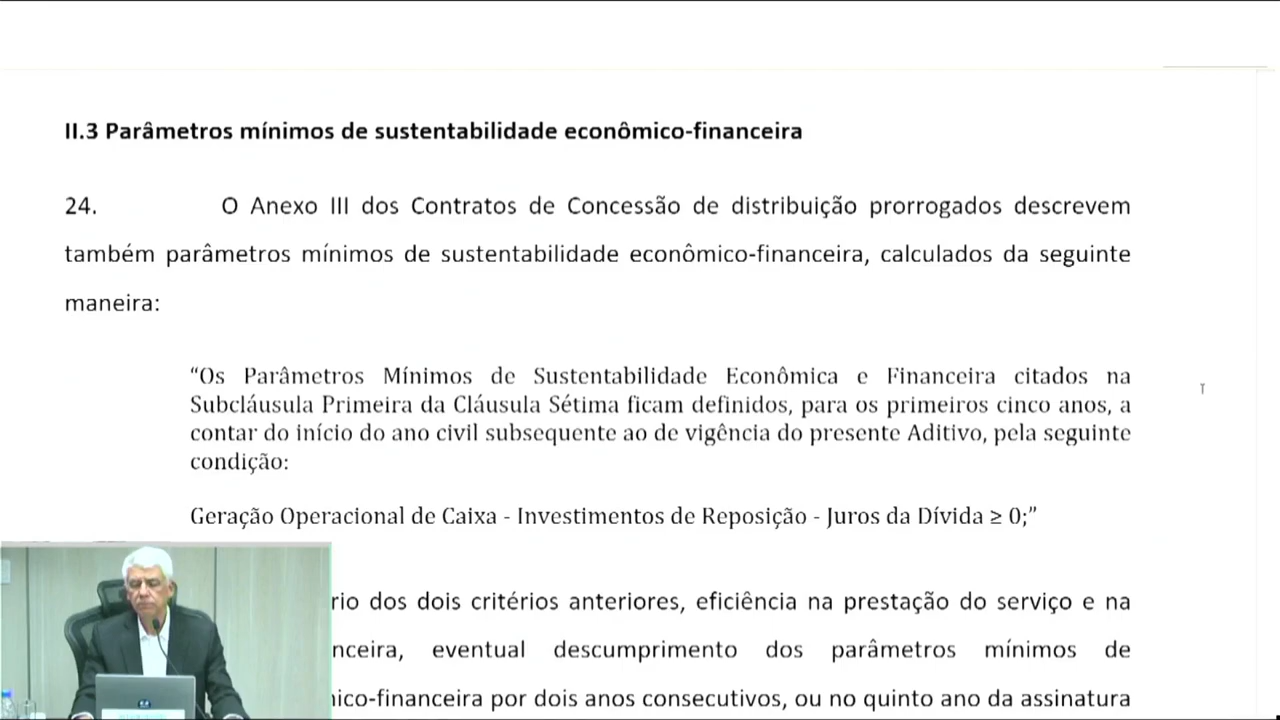 II.3 Parâmetros mínimos de sustentabilidade econômico-financeira
24. O Anexo III dos Contratos de Concessão de distribuição prorrogados descrevem
também parâmetros mínimos de sustentabilidade econômico-financeira, calculados da seguinte
maneira:
“Os Parâmetros Mínimos de Sustentabilidade Econômica e Financeira citados na
Subcláusula Primeira da Cláusula Sétima ficam definidos, para os primeiros cinco anos, a
contar do início do ano civil subsequente ao de vigência do presente Aditivo, pela seguinte
condição:
Geração Operacional de Caixa - Investimentos de Reposição - Juros da Dívida ≥ 0;”
rio dos dois critérios anteriores, eficiência na prestação do serviço e na
nceira, eventual descumprimento dos parâmetros mínimos de
ico-financeira por dois anos consecutivos, ou no quinto ano da assinatura